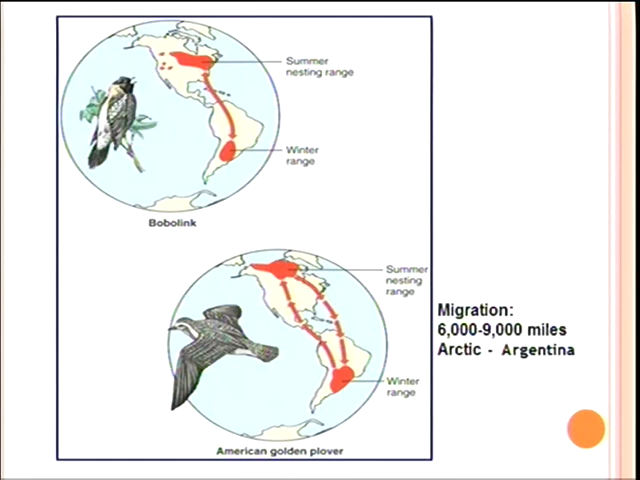 Summer
nesting range
Winter
range
Bobolink
Summer
nesting
range
Winter
range
American golden plover
Migration:
6,000-9,000 miles
Arctic - Argentina